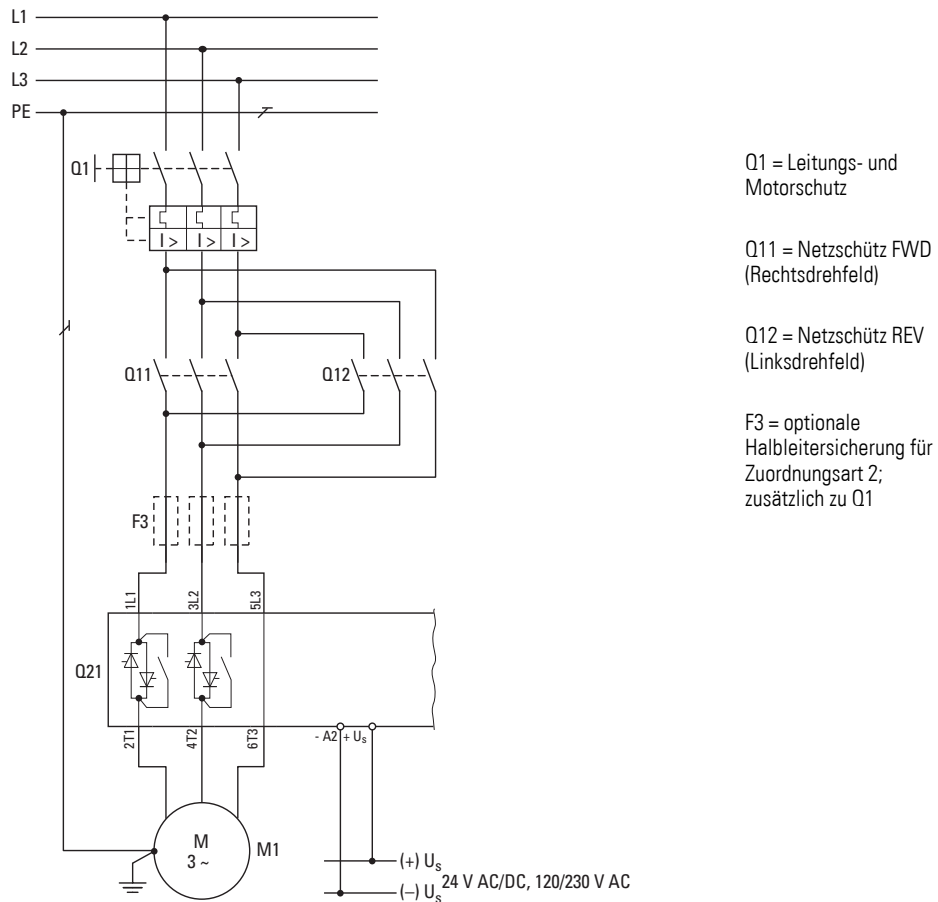 L1
L2
L3
PE
Q1
I > I > I >
Q1 = Leitungs- und
Motorschutz
Q11 = Netzschütz FWD
(Rechtsdrehfeld)
Q12 = Netzschütz REV
(Linksdrehfeld)
F3 = optionale
Halbleitersicherung für
Zuordnungsart 2;
zusätzlich zu Q1
Q11
Q12
F3
1L1 3L2 5L3
Q21
2T1 4T2 6T3 - A2 + Us
M
3 ~
M1
(+) Us
(–) Us 24 V AC/DC, 120/230 V AC